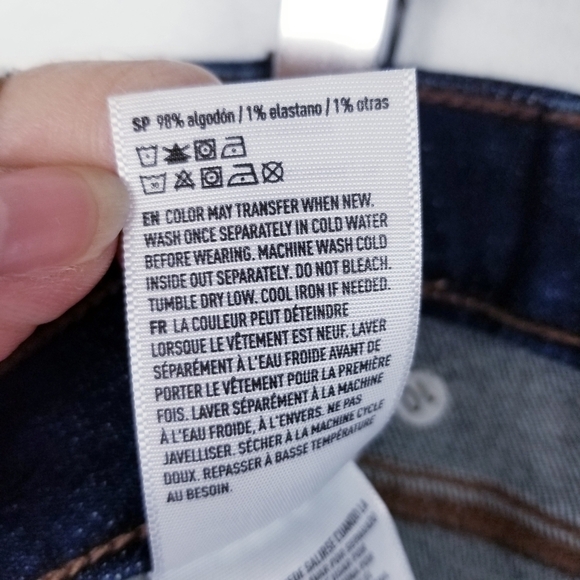 SP 98% algodón / 1% elastano / 1% otras
EN COLOR MAY TRANSFER WHEN NEW.
WASH ONCE SEPARATELY IN COLD WATER
BEFORE WEARING. MACHINE WASH COLD
INSIDE OUT SEPARATELY. DO NOT BLEACH.
TUMBLE DRY LOW. COOL IRON IF NEEDED.
FR LA COULEUR PEUT DÉTEINDRE
LORSQUE LE VÊTEMENT EST NEUF. LAVER
SÉPARÉMENT À L'EAU FROIDE AVANT DE
PORTER LE VÊTEMENT POUR LA PREMIÈRE
FOIS. LAVER SÉPARÉMENT À LA MACHINE
À L'EAU FROIDE, À L'ENVERS. NE PAS
JAVELLISER. SÉCHER À LA MACHINE CYCLE
DOUX. REPASSER À BASSE TEMPÉRATURE
AU BESOIN.
SALIRSE CUANDO LA